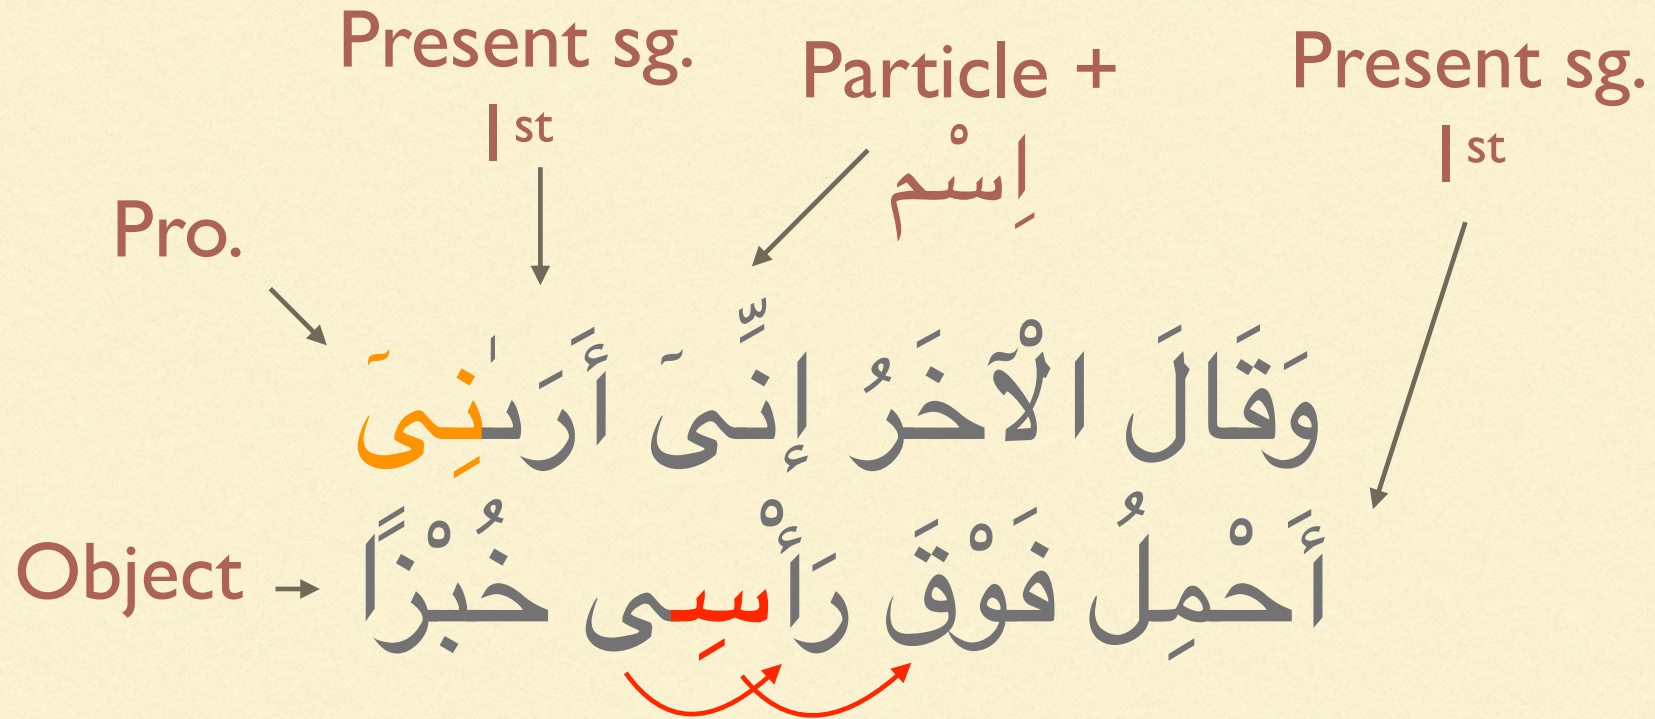 Present sg.
1st
Particle +
اِسْم
Present sg.
1st
Pro.
وَقَالَ الْآخَرُ إِنِّىٓ أَرَىٰنِىٓ
أَحْمِلُ فَوْقَ رَأْسِى خُبْزًا
Object